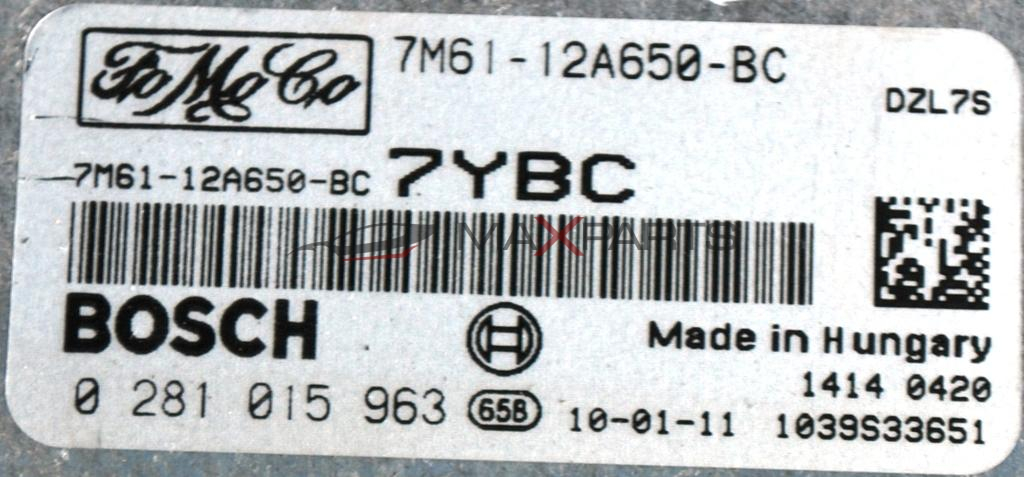 FoMoCo
7M61-12A650-BC
DZL7S
7M61-12A650-BC 7YBC
MAXPARTS
BOSCH
Made in Hungary
1414 0420
0 281 015 963 65B 10-01-11 1039S33651